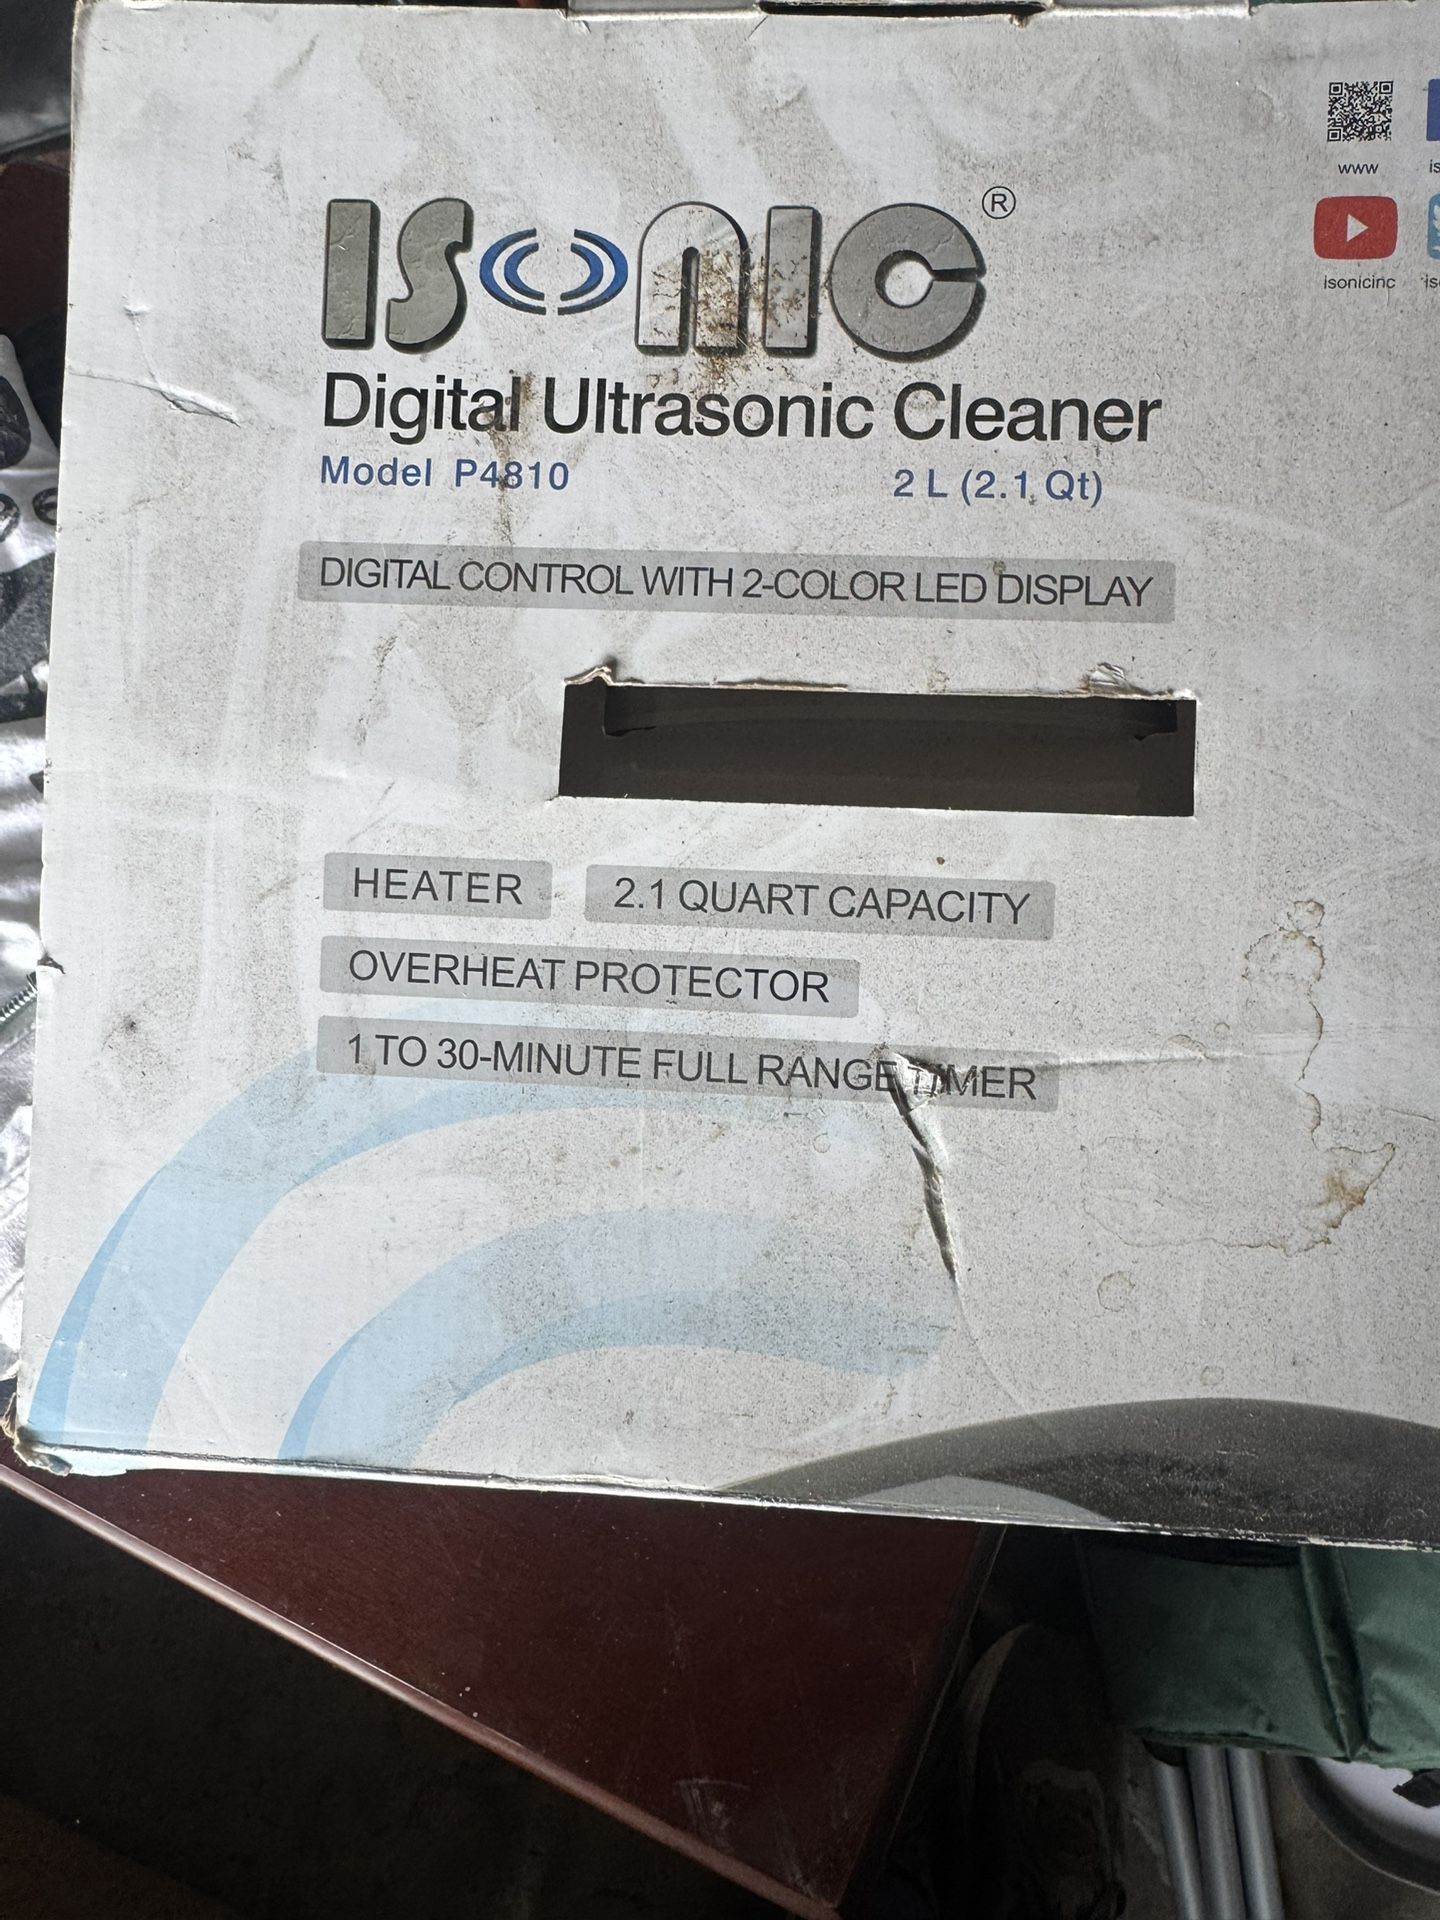 ISONIC®
Digital Ultrasonic Cleaner
Model P4810 2 L (2.1 Qt)
DIGITAL CONTROL WITH 2-COLOR LED DISPLAY
HEATER 2.1 QUART CAPACITY
OVERHEAT PROTECTOR
1 TO 30-MINUTE FULL RANGE TIMER
www
isonicinc